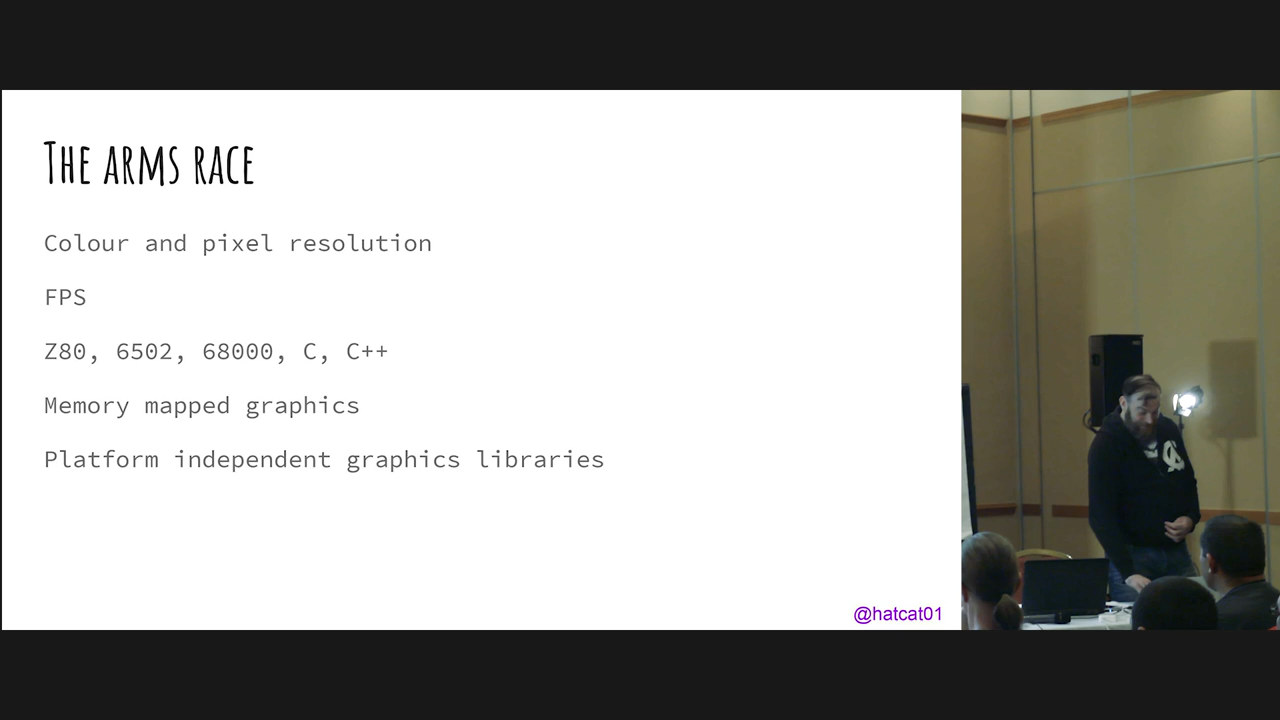 The arms race
Colour and pixel resolution
FPS
Z80, 6502, 68000, C, C++
Memory mapped graphics
Platform independent graphics libraries
@hatcat01